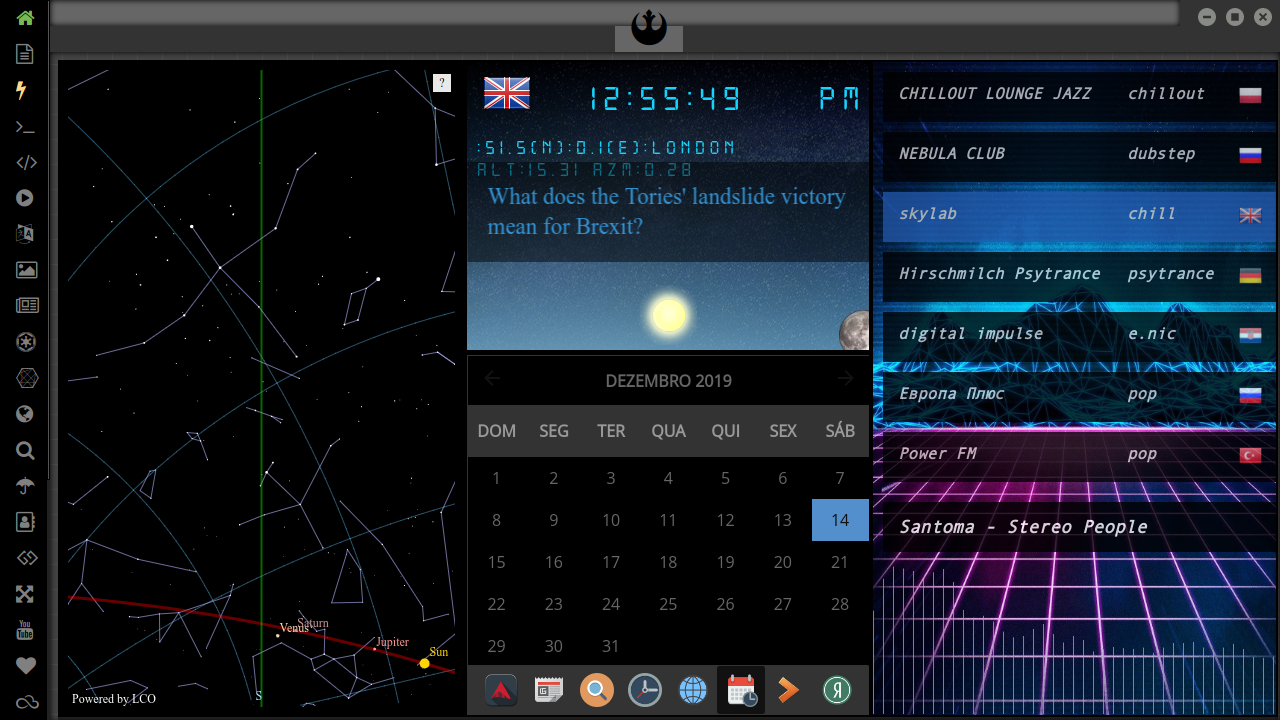 ?
Saturn
Venus
Jupiter
Sun
S
Powered by LCO
12:55:49 PM
:51.5(N):0.1(E):LONDON
ALT:15.31 AZM:0.28
What does the Tories' landslide victory
mean for Brexit?
DEZEMBRO 2019
DOM SEG TER QUA QUI SEX SÁB
1 2 3 4 5 6 7
8 9 10 11 12 13 14
15 16 17 18 19 20 21
22 23 24 25 26 27 28
29 30 31
CHILLOUT LOUNGE JAZZ chillout
NEBULA CLUB dubstep
skylab chill
Hirschmilch Psytrance psytrance
digital impulse e.nic
Европа Плюс pop
Power FM pop
Santoma - Stereo People
You
Tube
Я